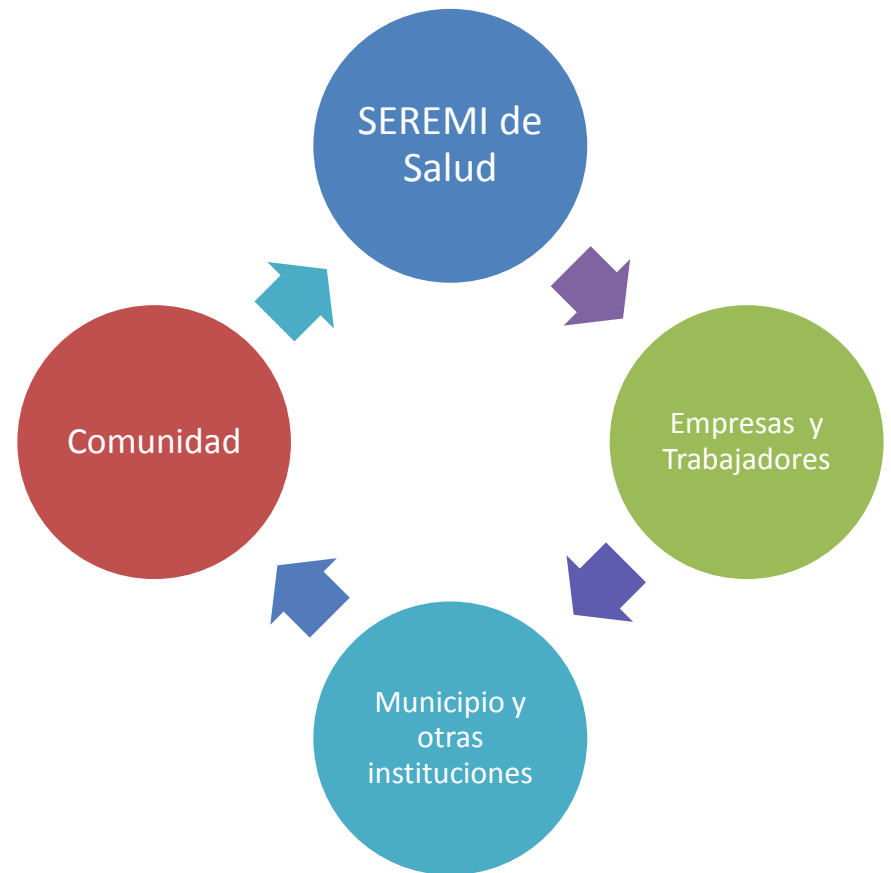 SEREMI de
Salud
Empresas y
Trabajadores
Municipio y
otras
instituciones
Comunidad